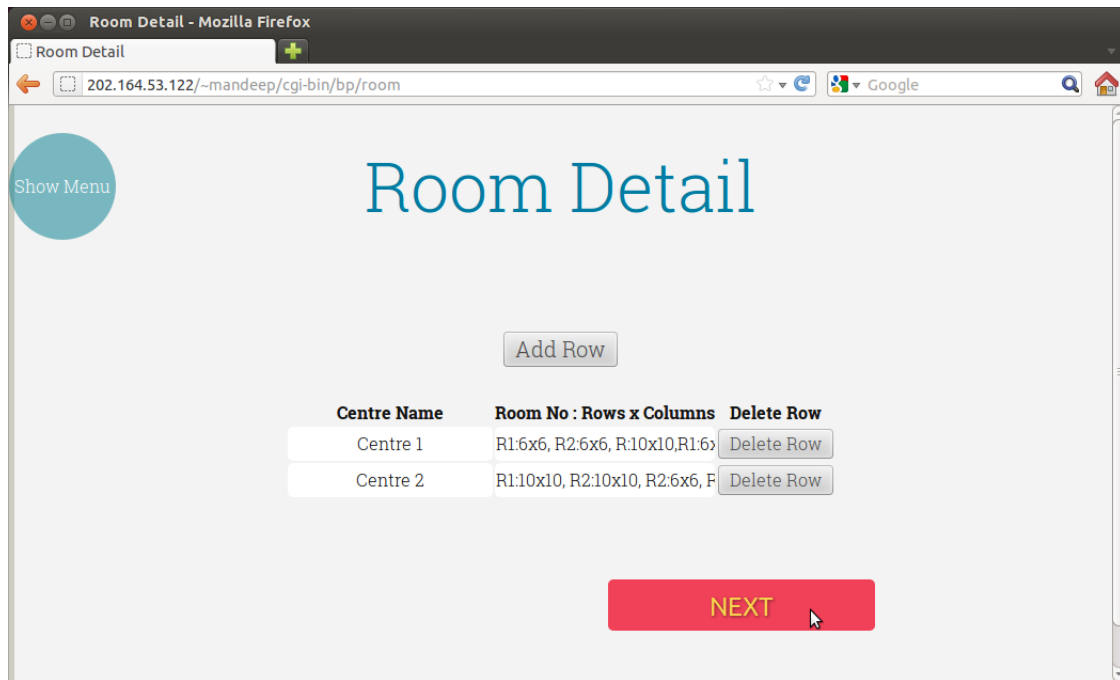 Room Detail - Mozilla Firefox
Room Detail
202.164.53.122/~mandeep/cgi-bin/bp/room
Google
Show Menu
Room Detail
Add Row
Centre Name Room No : Rows x Columns Delete Row
Centre 1 R1:6x6, R2:6x6, R:10x10,R1:6x Delete Row
Centre 2 R1:10x10, R2:10x10, R2:6x6, Delete Row
NEXT